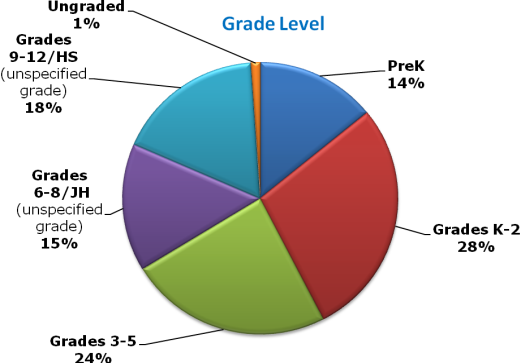 Ungraded
1%
Grade Level
Grades
9-12/HS
(unspecified
grade)
18%
PreK
14%
Grades
6-8/JH
(unspecified
grade)
15%
Grades K-2
28%
Grades 3-5
24%